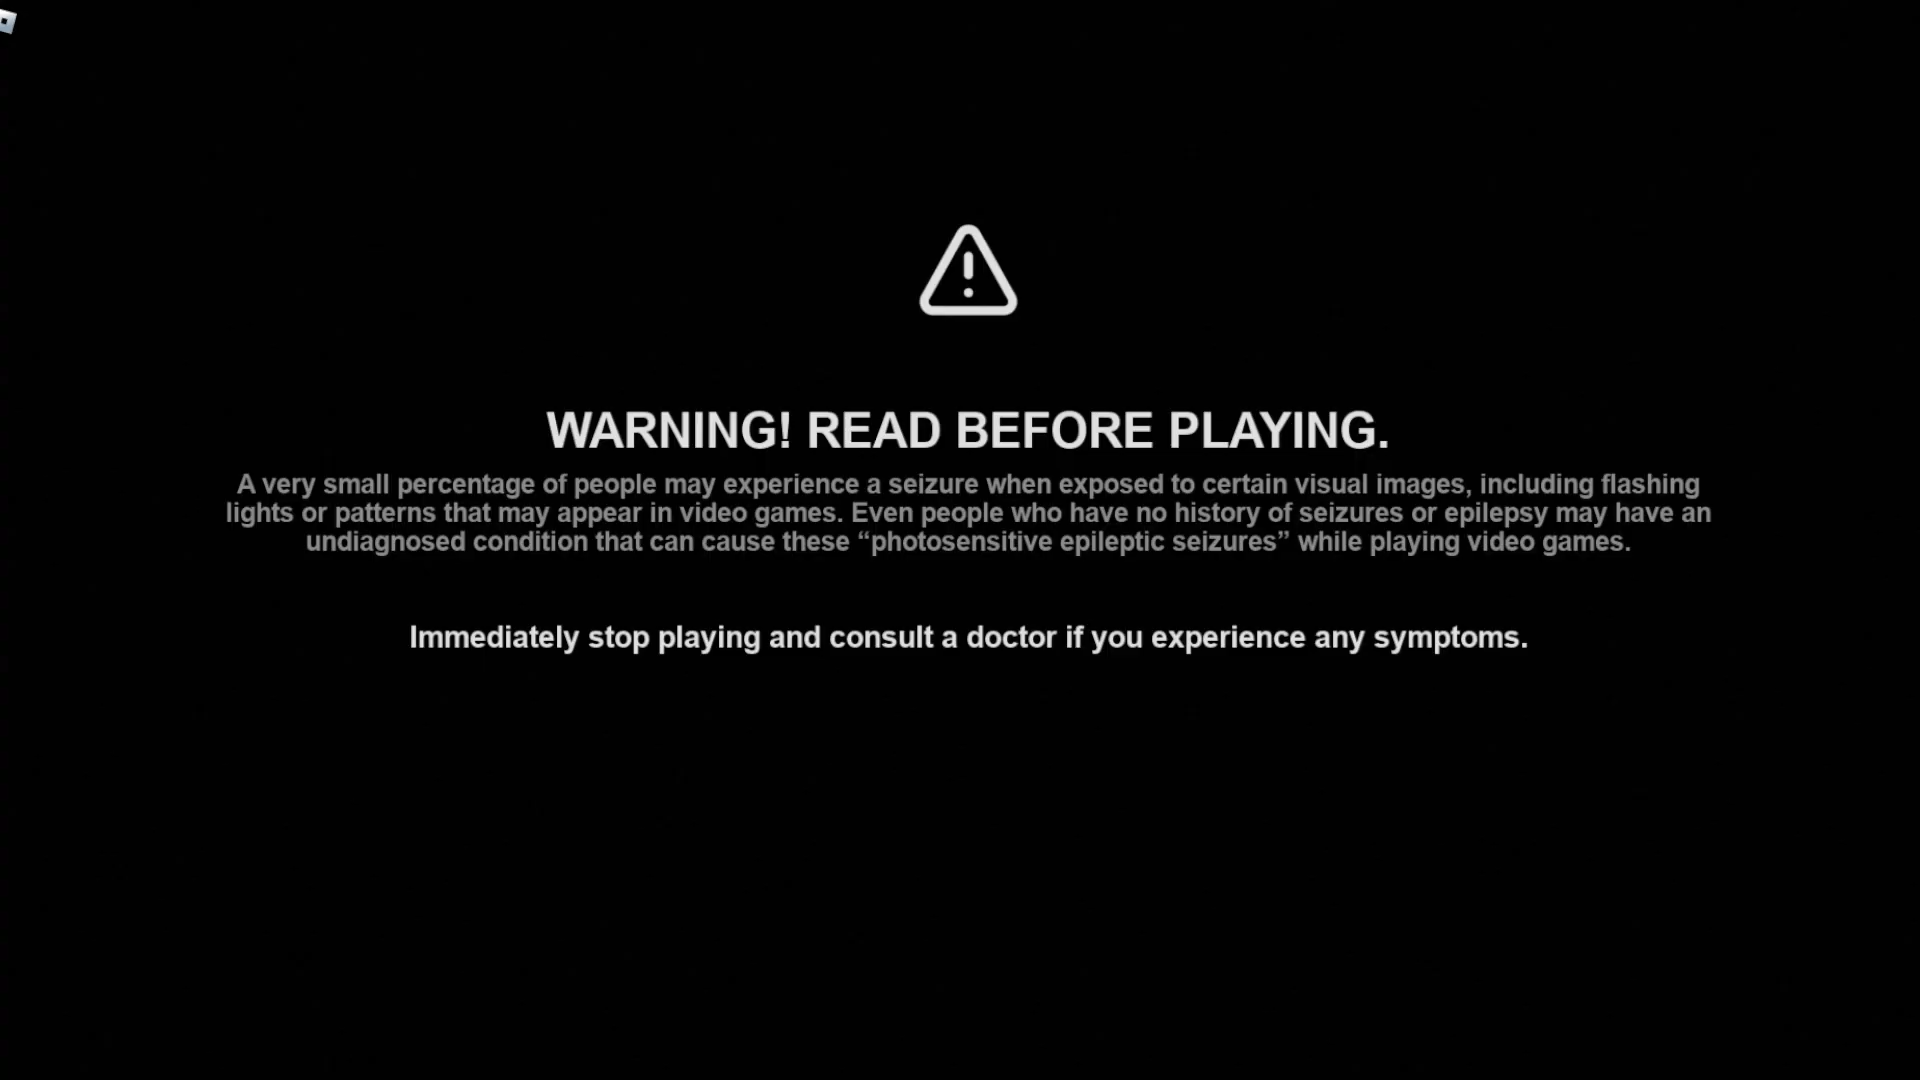 WARNING! READ BEFORE PLAYING.
A very small percentage of people may experience a seizure when exposed to certain visual images, including flashing
lights or patterns that may appear in video games. Even people who have no history of seizures or epilepsy may have an
undiagnosed condition that can cause these “photosensitive epileptic seizures” while playing video games.
Immediately stop playing and consult a doctor if you experience any symptoms.